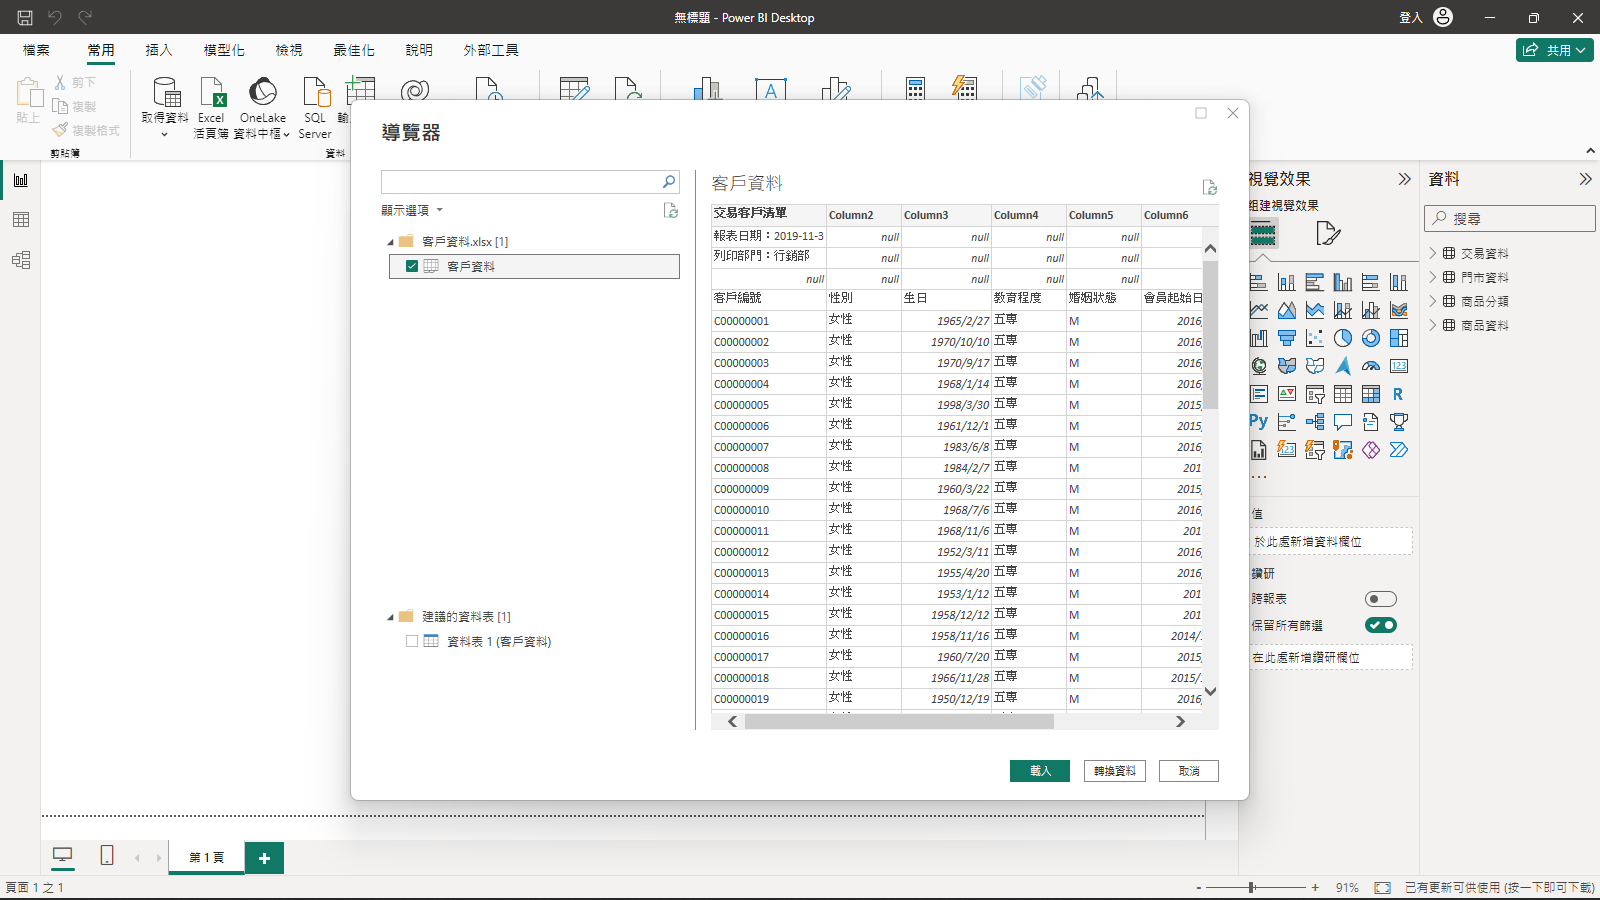 無標題 - Power BI Desktop
登入
檔案 常用 插入 模型化 檢視 最佳化 說明 外部工具
共用
貼上
剪下
複製
複製格式
剪貼簿
取得資料
Excel
活頁簿
OneLake
資料中樞
SQL
Server
資料
導覽器
顯示選項
客戶資料.xlsx [1]
客戶資料
建議的資料表 [1]
資料表 1 (客戶資料)
客戶資料
交易客戶清單 Column2 Column3 Column4 Column5 Column6
報表日期：2019-11-3 null null null null
列印部門：行銷部 null null null null
null null null null null
客戶編號 性別 生日 教育程度 婚姻狀態 會員起始日
C00000001 女性 1965/2/27 五專 M 2016,
C00000002 女性 1970/10/10 五專 M 2016,
C00000003 女性 1970/9/17 五專 M 2016,
C00000004 女性 1968/1/14 五專 M 2016,
C00000005 女性 1998/3/30 五專 M 2015,
C00000006 女性 1961/12/1 五專 M 2015,
C00000007 女性 1983/6/8 五專 M 2016,
C00000008 女性 1984/2/7 五專 M 201
C00000009 女性 1960/3/22 五專 M 2015,
C00000010 女性 1968/7/6 五專 M 2016,
C00000011 女性 1968/11/6 五專 M 201
C00000012 女性 1952/3/11 五專 M 2016,
C00000013 女性 1955/4/20 五專 M 2016,
C00000014 女性 1953/1/12 五專 M 201
C00000015 女性 1958/12/12 五專 M 201
C00000016 女性 1958/11/16 五專 M 2014/
C00000017 女性 1960/7/20 五專 M 2015,
C00000018 女性 1966/11/28 五專 M 2015/
C00000019 女性 1950/12/19 五專 M 2016,
載入 轉換資料 取消
視覺效果
組建視覺效果
123
R
Py
123
...
值
於此處新增資料欄位
鑽研
跨報表
保留所有篩選
在此處新增鑽研欄位
資料
搜尋
交易資料
門市資料
商品分類
商品資料
第 1 頁
頁面 1 之 1
- + 91%
已有更新可供使用 (按一下即可下載)